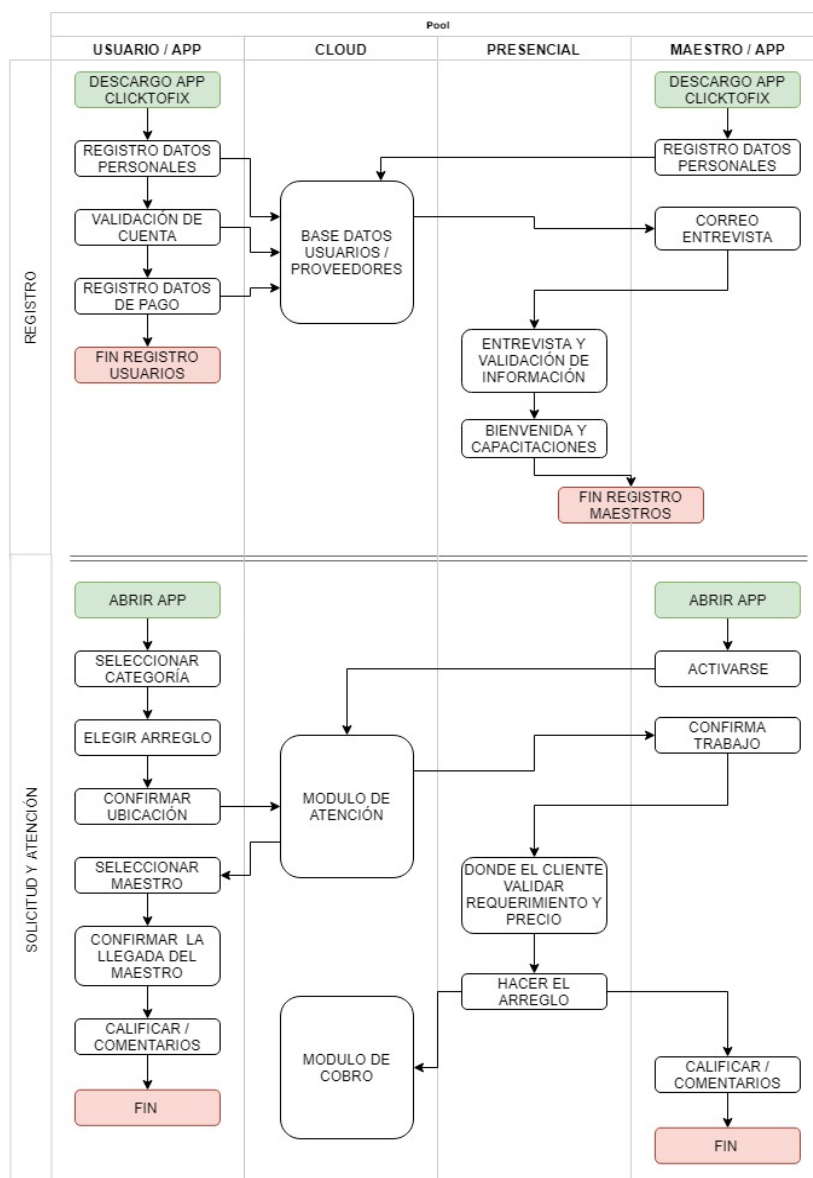 Pool
USUARIO / APP
CLOUD
PRESENCIAL
MAESTRO / APP
REGISTRO
DESCARGO APP
CLICKTOFIX
REGISTRO DATOS
PERSONALES
VALIDACIÓN DE
CUENTA
REGISTRO DATOS
DE PAGO
FIN REGISTRO
USUARIOS
BASE DATOS
USUARIOS /
PROVEEDORES
ENTREVISTA Y
VALIDACIÓN DE
INFORMACIÓN
BIENVENIDA Y
CAPACITACIONES
DESCARGO APP
CLICKTOFIX
REGISTRO DATOS
PERSONALES
CORREO
ENTREVISTA
FIN REGISTRO
MAESTROS
SOLICITUD Y ATENCIÓN
ABRIR APP
SELECCIONAR
CATEGORÍA
ELEGIR ARREGLO
CONFIRMAR
UBICACIÓN
SELECCIONAR
MAESTRO
CONFIRMAR LA
LLEGADA DEL
MAESTRO
CALIFICAR /
COMENTARIOS
FIN
MODULO DE
ATENCIÓN
MODULO DE
COBRO
DONDE EL CLIENTE
VALIDAR
REQUERIMIENTO Y
PRECIO
HACER EL
ARREGLO
ABRIR APP
ACTIVARSE
CONFIRMA
TRABAJO
CALIFICAR /
COMENTARIOS
FIN